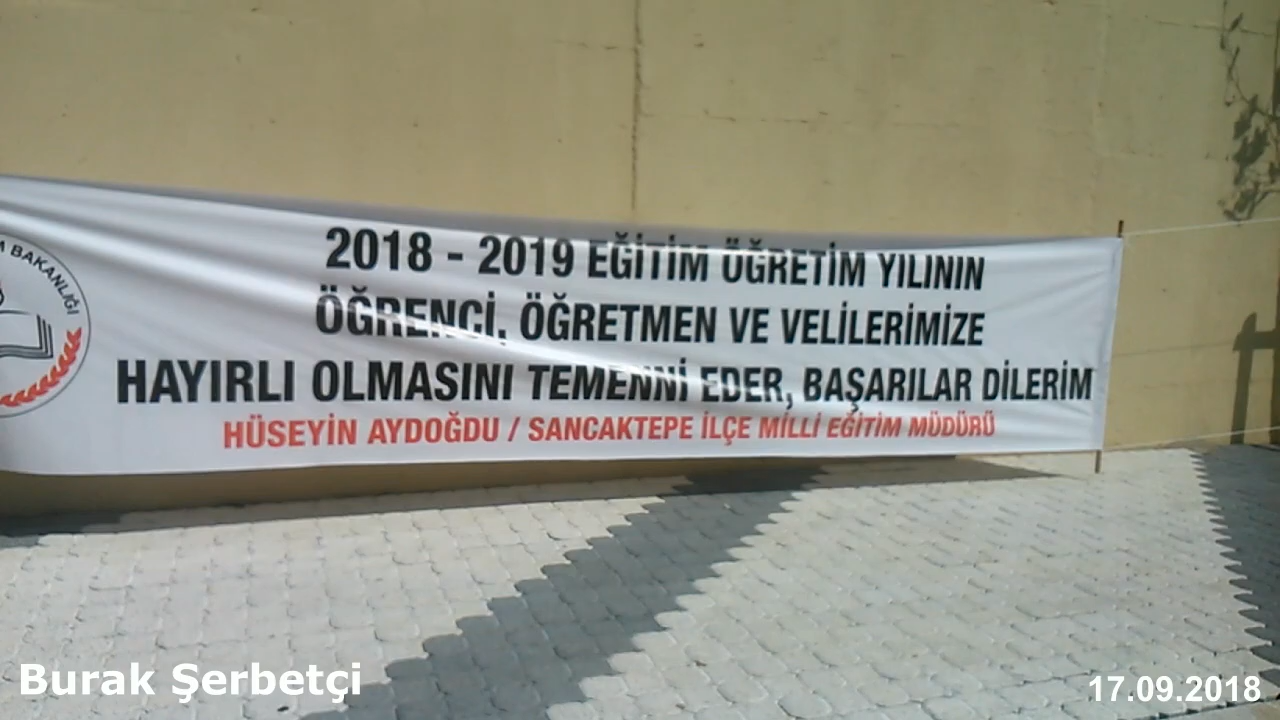 M BAKANLIĞI
2018 - 2019 EĞİTİM ÖĞRETİM YILININ
ÖĞRENCİ, ÖĞRETMEN VE VELİLERİMİZE
HAYIRLI OLMASINI TEMENNİ EDER, BAŞARILAR DİLERİM
HÜSEYİN AYDOĞDU / SANCAKTEPE İLÇE MİLLİ EĞİTİM MÜDÜRÜ
Burak Şerbetçi
17.09.2018